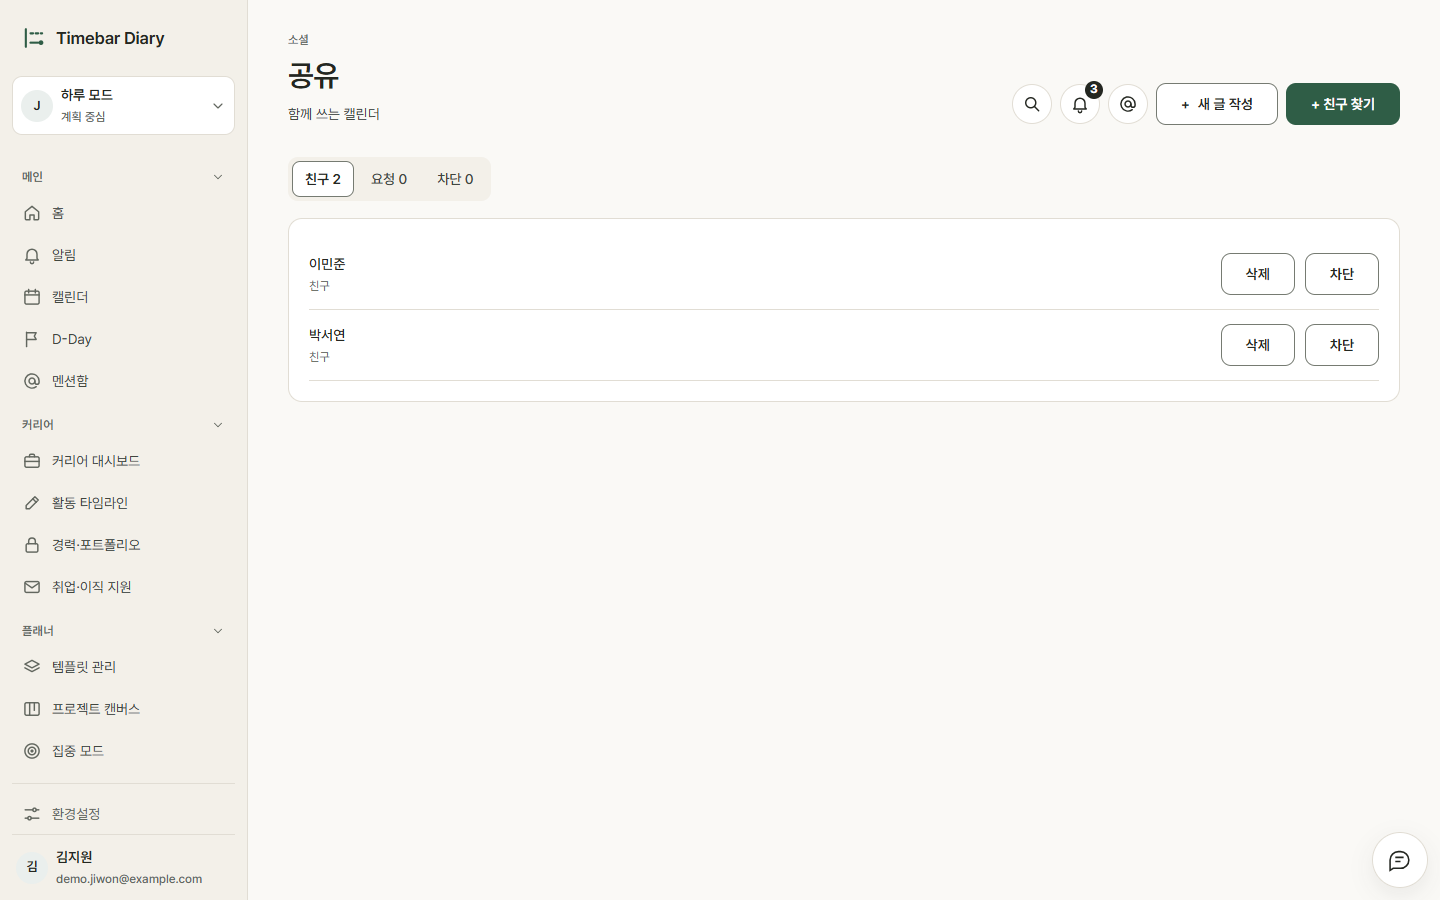 Timebar Diary
J
하루 모드
계획 중심
메인
홈
알림
캘린더
D-Day
멘션함
커리어
커리어 대시보드
활동 타임라인
경력·포트폴리오
취업·이직 지원
플래너
템플릿 관리
프로젝트 캔버스
집중 모드
환경설정
김
김지원
demo.jiwon@example.com
소셜
공유
함께 쓰는 캘린더
3
+ 새 글 작성
+ 친구 찾기
친구 2
요청 0
차단 0
이민준
친구
삭제
차단
박서연
친구
삭제
차단